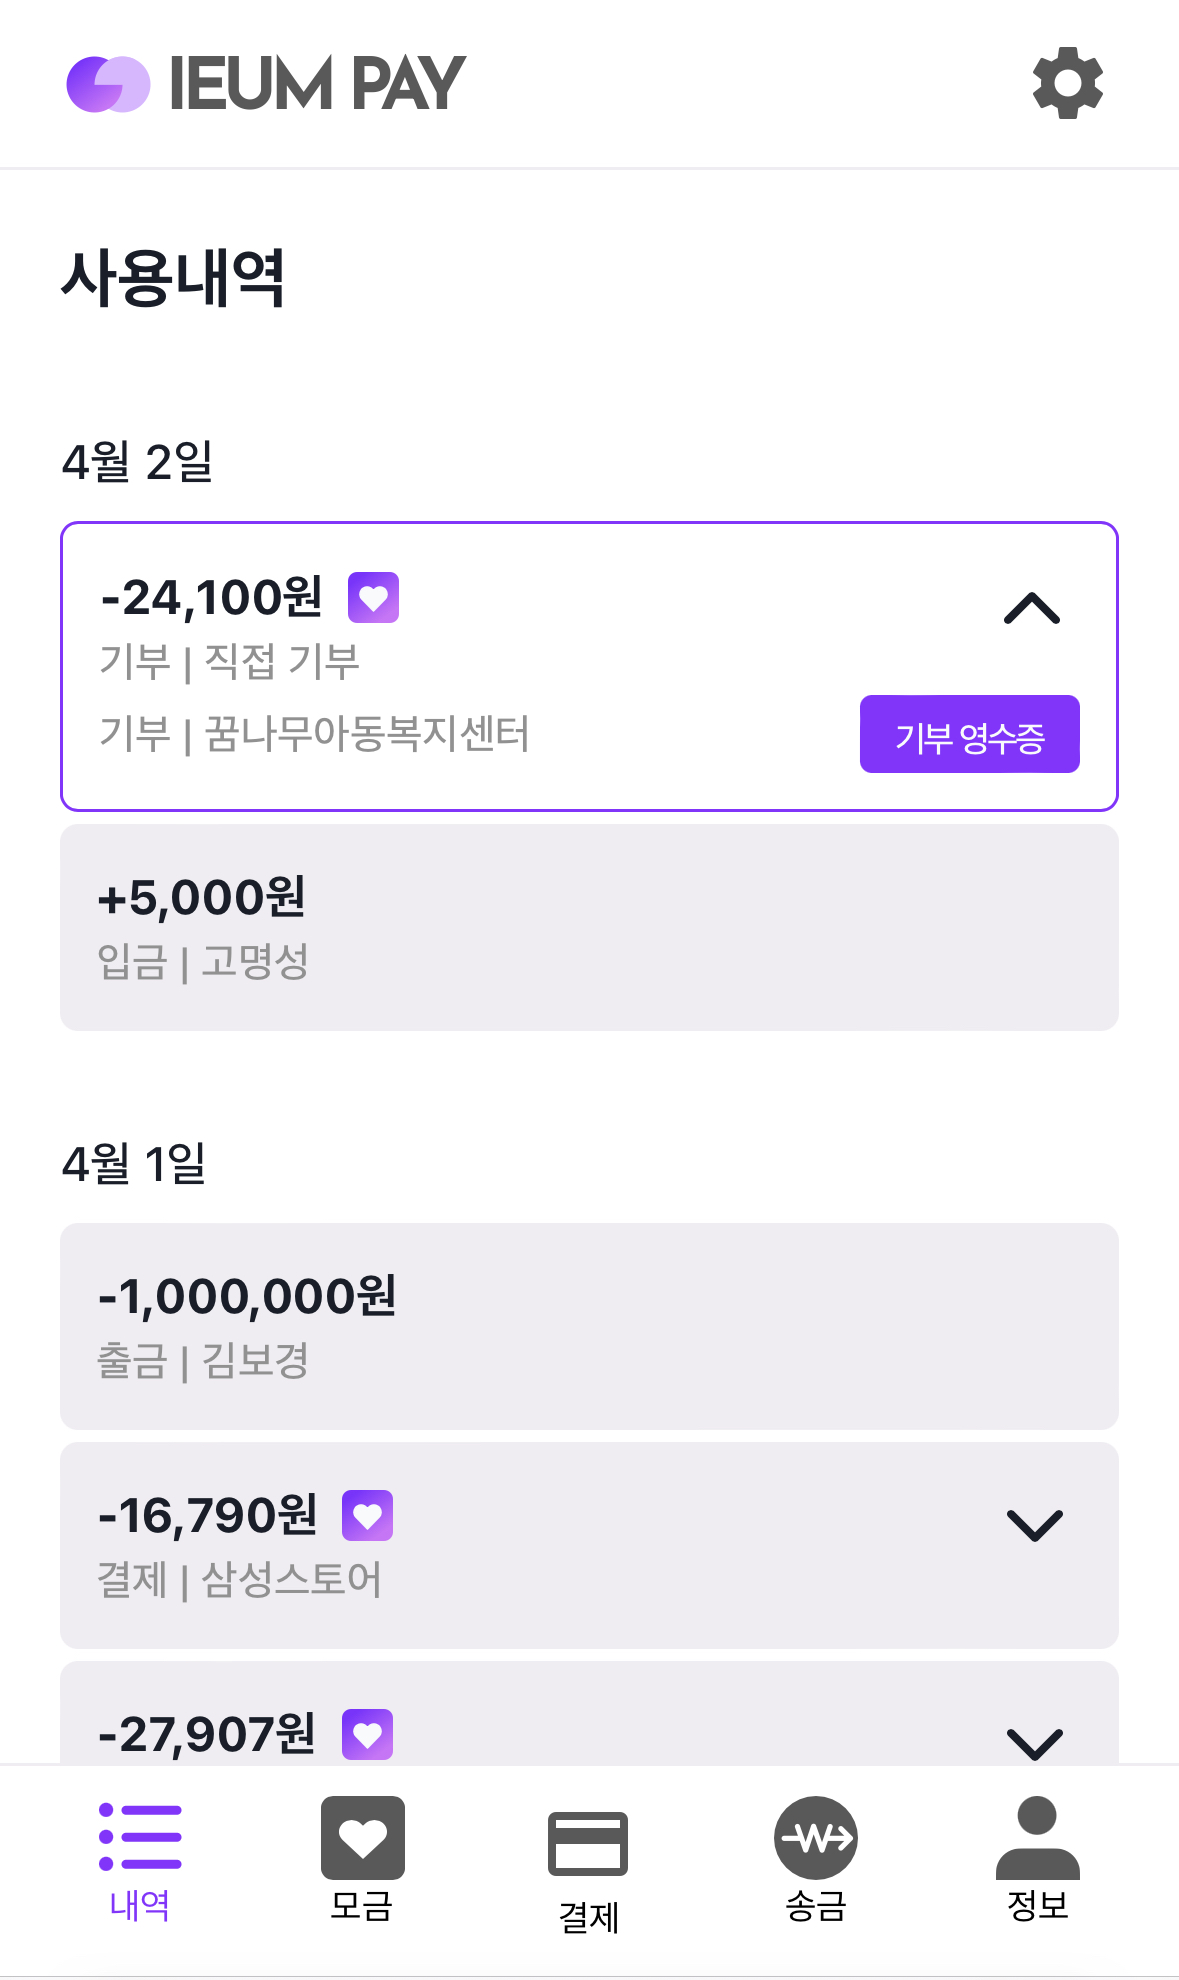 IEUM PAY
사용내역
4월 2일
-24,100원
기부 | 직접 기부
기부 | 꿈나무아동복지센터
기부 영수증
+5,000원
입금 | 고명성
4월 1일
-1,000,000원
출금 | 김보경
-16,790원
결제 | 삼성스토어
-27,907원
내역
모금
결제
송금
정보